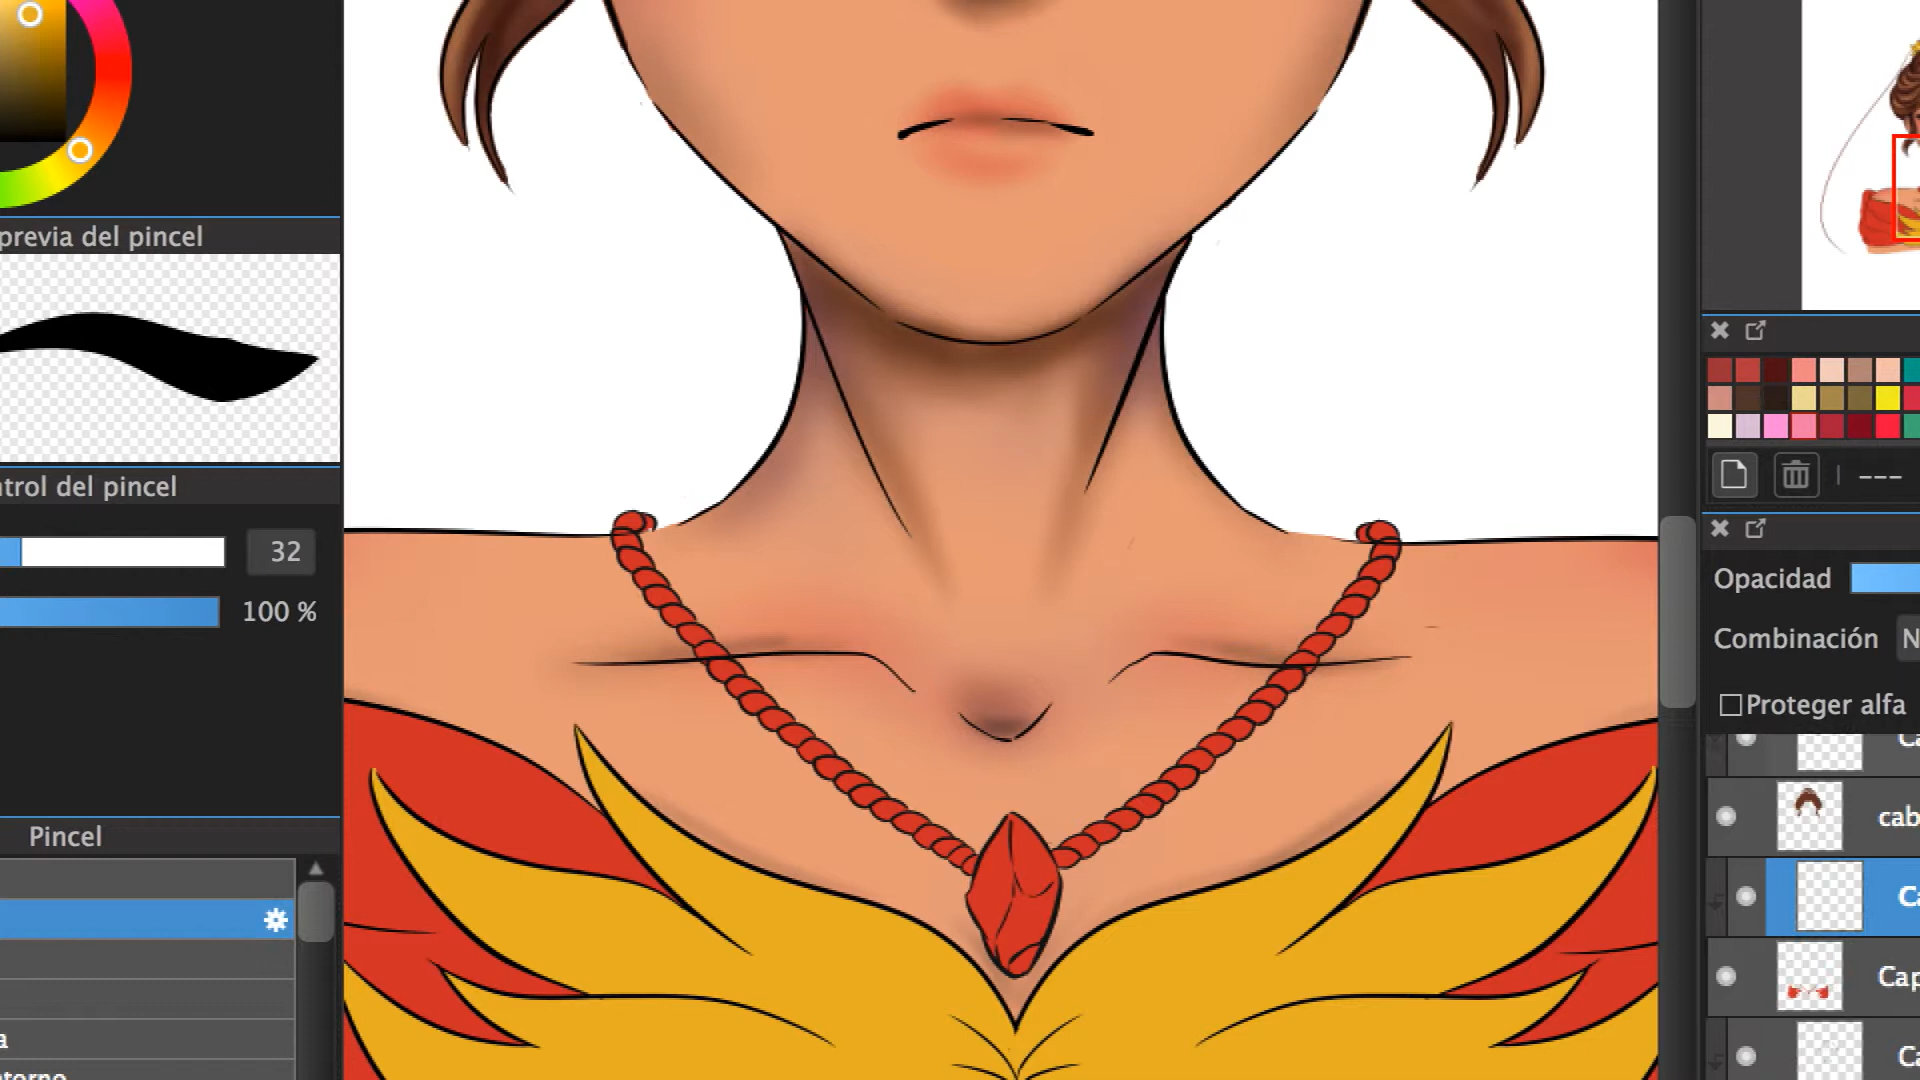 previa del pincel
trol del pincel
32
100 %
Pincel
Opacidad
Combinación N
Proteger alfa
cab
Cap